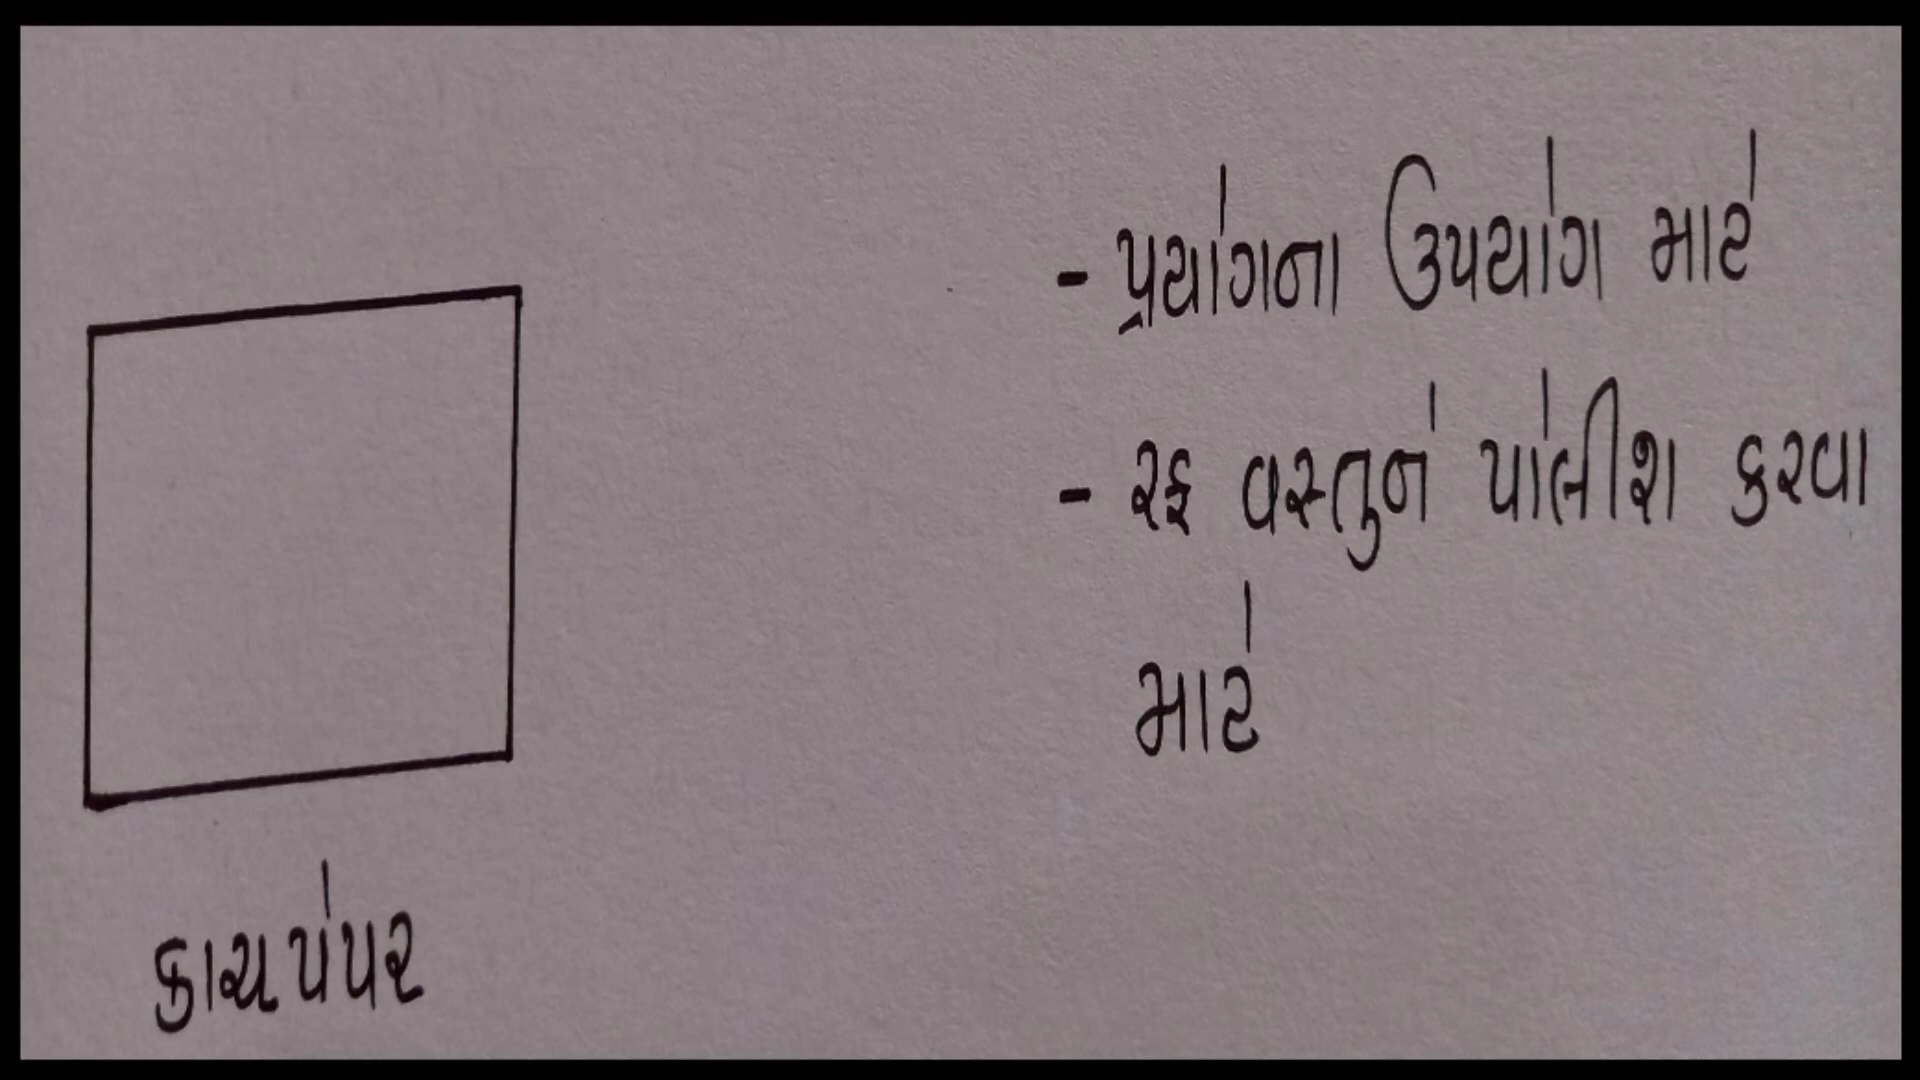 - પ્રયોગના ઉપયોગ માટે
- રફ વસ્તુને પોલીશ કરવા
માટે
કાચપેપર